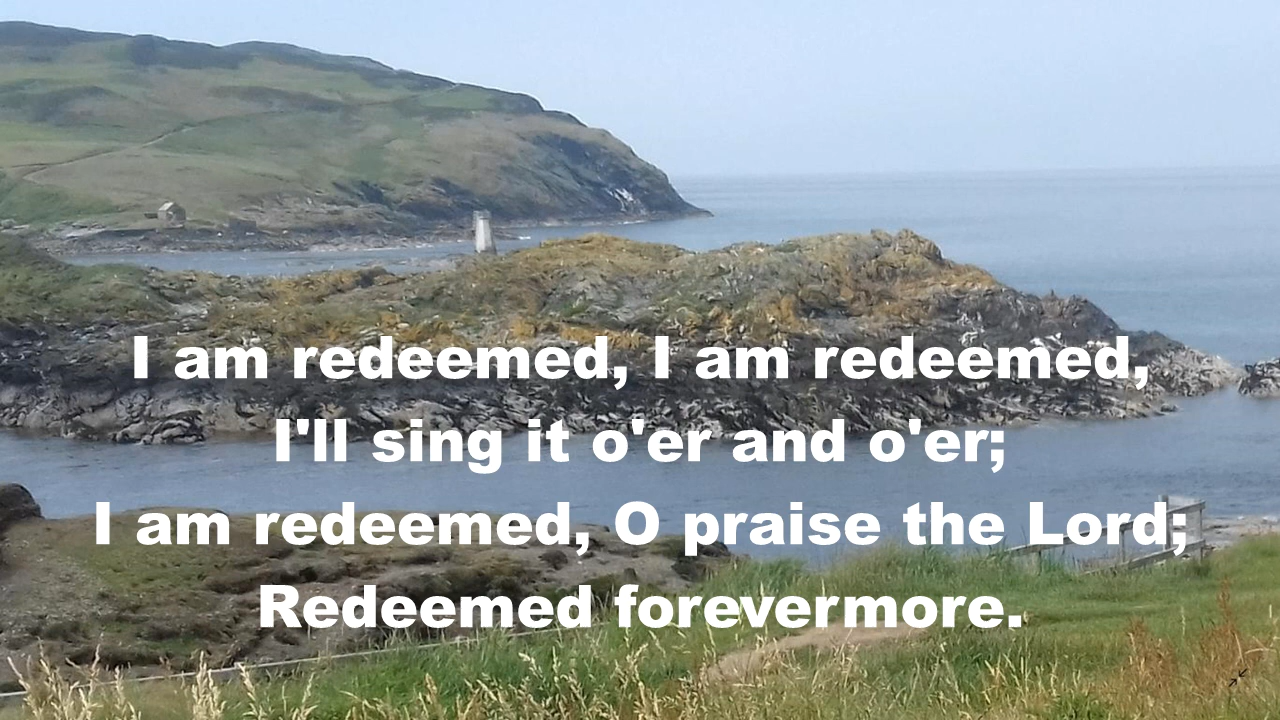 I am redeemed, I am redeemed,
I'll sing it o'er and o'er;
I am redeemed, O praise the Lord;
Redeemed forevermore.